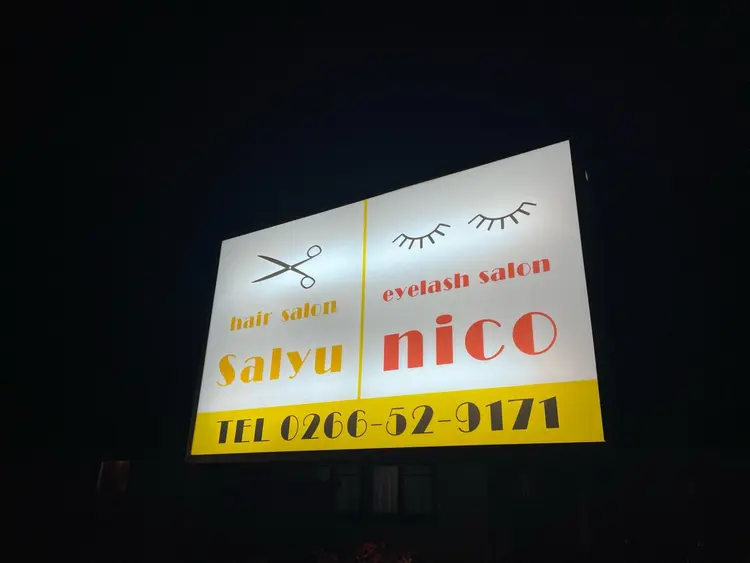 hair salon
Salyu
eyelash salon
nico
TEL 0266-52-9171